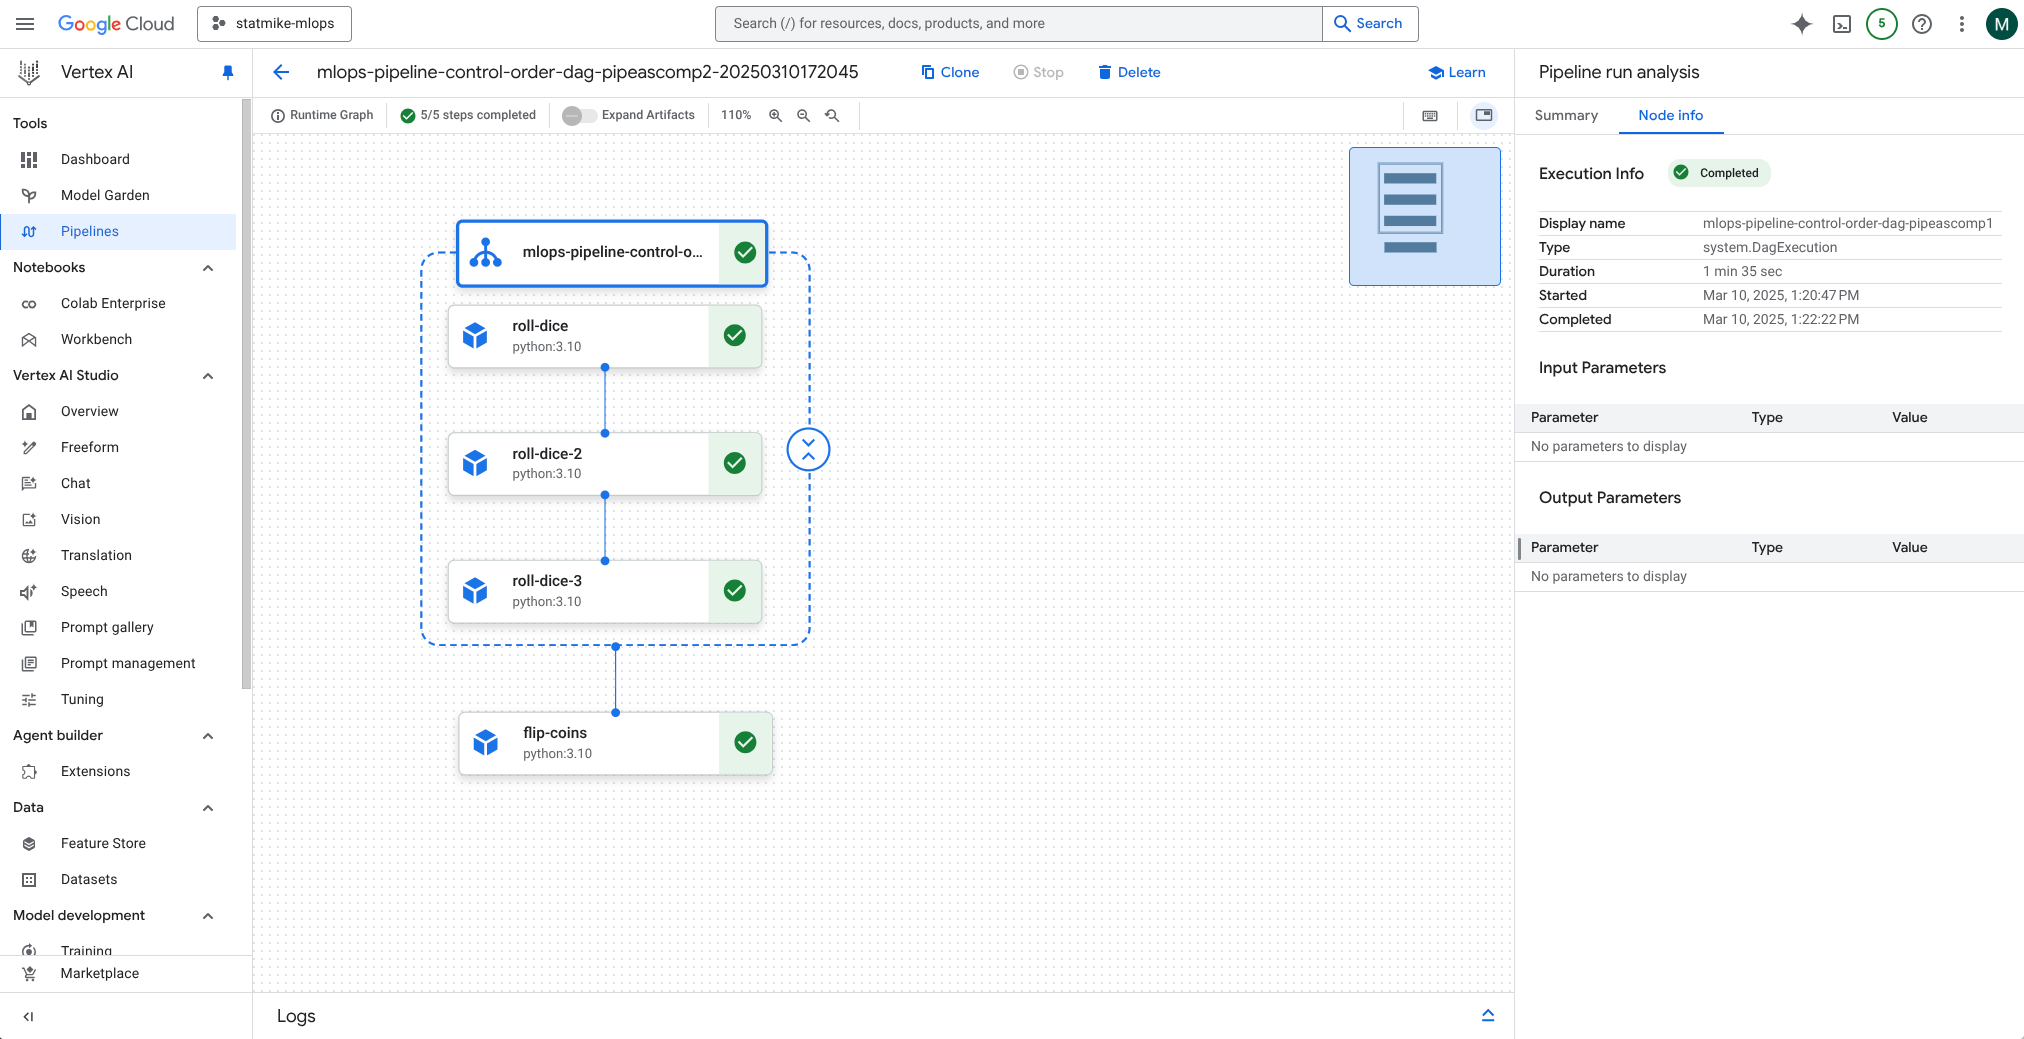 Google Cloud
statmike-mlops
Search (/) for resources, docs, products, and more
Search
5
M
Vertex AI
Tools
Dashboard
Model Garden
Pipelines
Notebooks
Colab Enterprise
Workbench
Vertex AI Studio
Overview
Freeform
Chat
Vision
Translation
Speech
Prompt gallery
Prompt management
Tuning
Agent builder
Extensions
Data
Feature Store
Datasets
Model development
Training
Marketplace
mlops-pipeline-control-order-dag-pipeascomp2-20250310172045
Clone
Stop
Delete
Learn
Runtime Graph
5/5 steps completed
Expand Artifacts
110%
mlops-pipeline-control-o...
roll-dice
python:3.10
roll-dice-2
python:3.10
roll-dice-3
python:3.10
flip-coins
python:3.10
Logs
Pipeline run analysis
Summary
Node info
Execution Info
Completed
Display name mlops-pipeline-control-order-dag-pipeascomp1
Type system.DagExecution
Duration 1 min 35 sec
Started Mar 10, 2025, 1:20:47 PM
Completed Mar 10, 2025, 1:22:22 PM
Input Parameters
Parameter Type Value
No parameters to display
Output Parameters
Parameter Type Value
No parameters to display